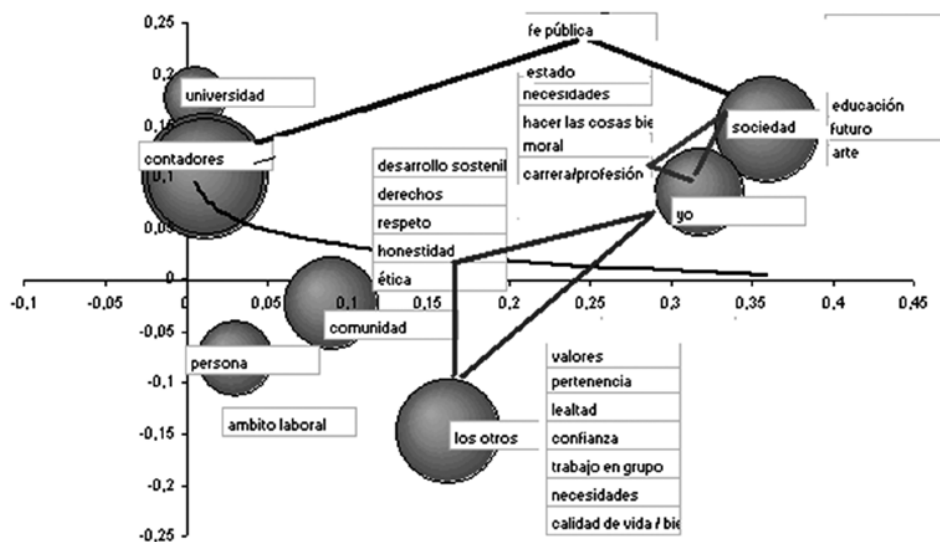 0,25
fe pública
0,2
estado
universidad
necesidades
educación
0,15
hacer las cosas bie
sociedad
futuro
moral
arte
contadores
desarrollo sostenil
carrera/profesión
0,1
derechos
yo
respeto
0,05
honestidad
ética
0
-0,1
-0,05
0
0,05
0,1
0,15
0,2
0,25
0,3
0,35
0,4
0,45
-0,05
comunidad
persona
valores
-0,1
pertenencia
ambito laboral
lealtad
-0,15
los otros
confianza
trabajo en grupo
-0,2
necesidades
calidad de vida / bie
-0,25